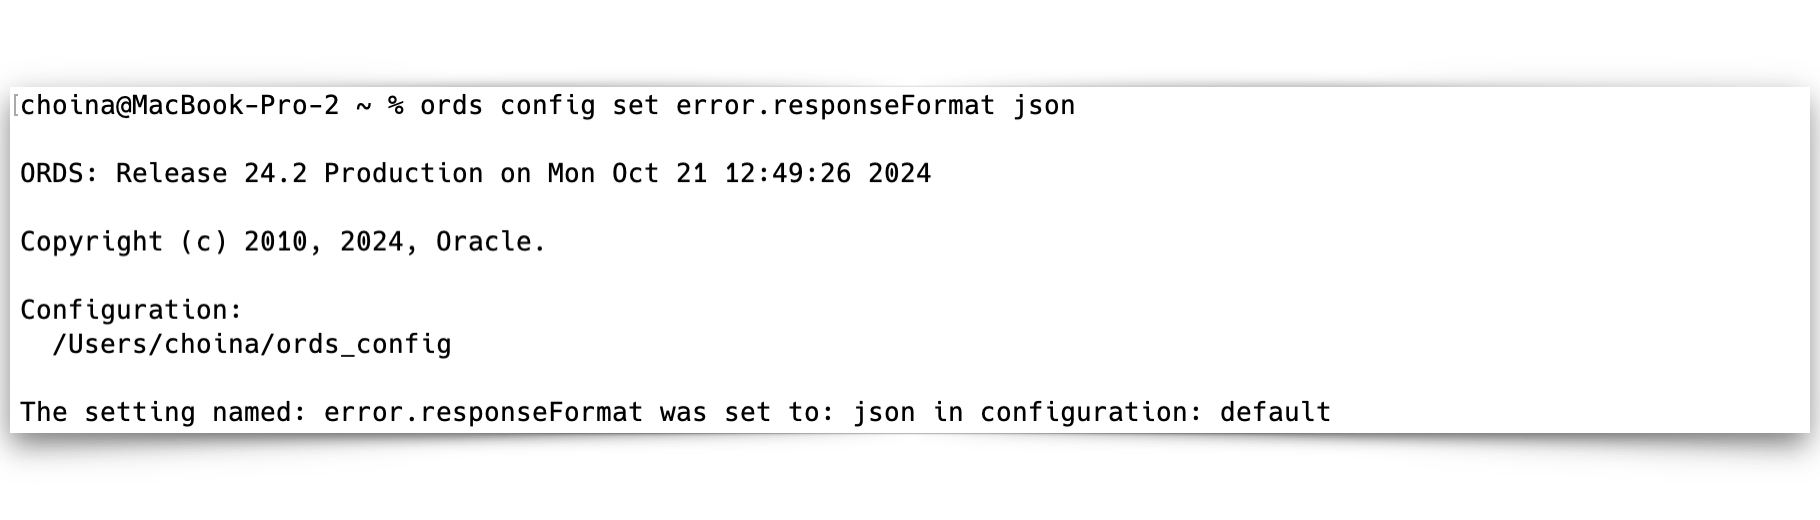 [choina@MacBook-Pro-2 ~ % ords config set error.responseFormat json
ORDS: Release 24.2 Production on Mon Oct 21 12:49:26 2024
Copyright (c) 2010, 2024, Oracle.
Configuration:
/Users/choina/ords_config
The setting named: error.responseFormat was set to: json in configuration: default